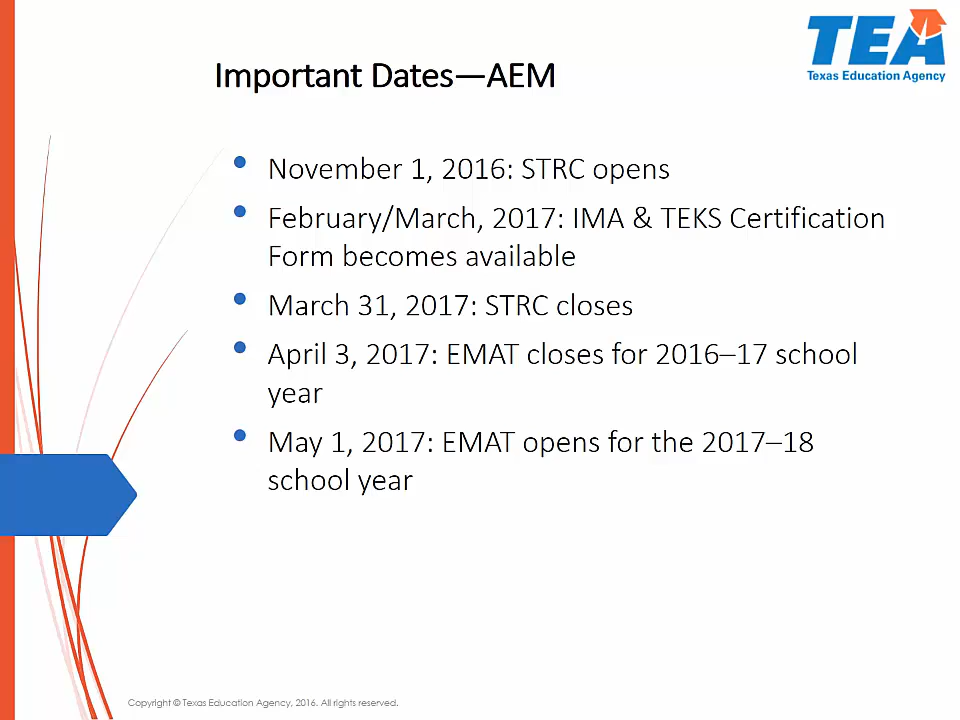 TEA
Texas Education Agency
Important Dates—AEM
• November 1, 2016: STRC opens
• February/March, 2017: IMA & TEKS Certification
Form becomes available
• March 31, 2017: STRC closes
• April 3, 2017: EMAT closes for 2016–17 school
year
• May 1, 2017: EMAT opens for the 2017–18
school year
Copyright © Texas Education Agency, 2016. All rights reserved.